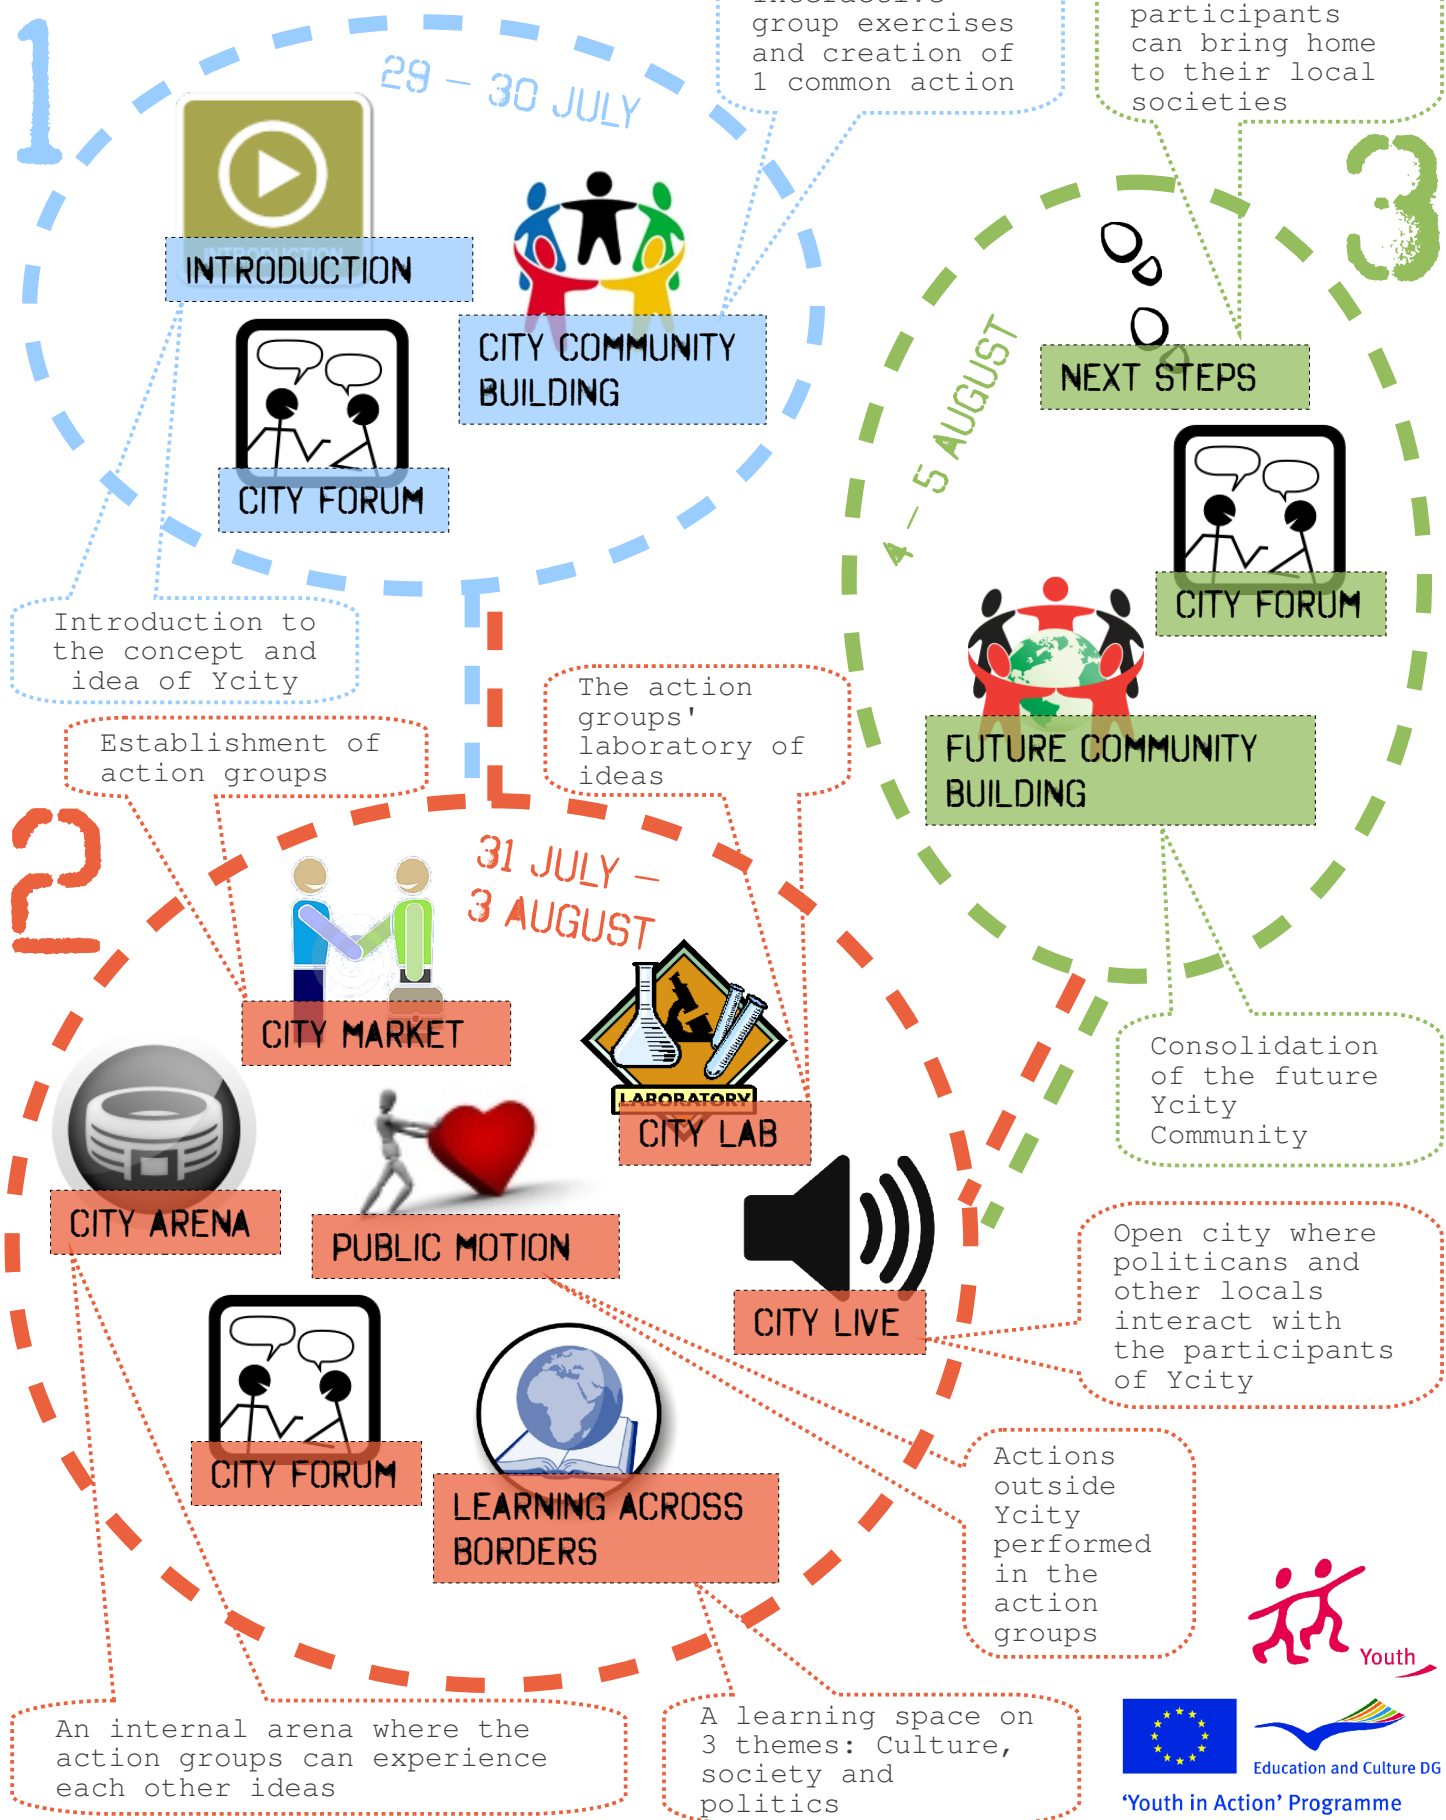 1
29 – 30 JULY
group exercises
and creation of
1 common action
participants
can bring home
to their local
societies
3
INTRODUCTION
CITY COMMUNITY
BUILDING
CITY FORUM
Introduction to
the concept and
idea of Ycity
4 – 5 AUGUST
NEXT STEPS
CITY FORUM
FUTURE COMMUNITY
BUILDING
Consolidation
of the future
Ycity
Community
2
31 JULY –
3 AUGUST
Establishment of
action groups
The action
groups'
laboratory of
ideas
CITY MARKET
LABORATORY
CITY LAB
CITY ARENA
PUBLIC MOTION
CITY LIVE
Open city where
politicans and
other locals
interact with
the participants
of Ycity
CITY FORUM
LEARNING ACROSS
BORDERS
Actions
outside
Ycity
performed
in the
action
groups
An internal arena where the
action groups can experience
each other ideas
A learning space on
3 themes: Culture,
society and
politics
Youth
Education and Culture DG
‘Youth in Action’ Programme